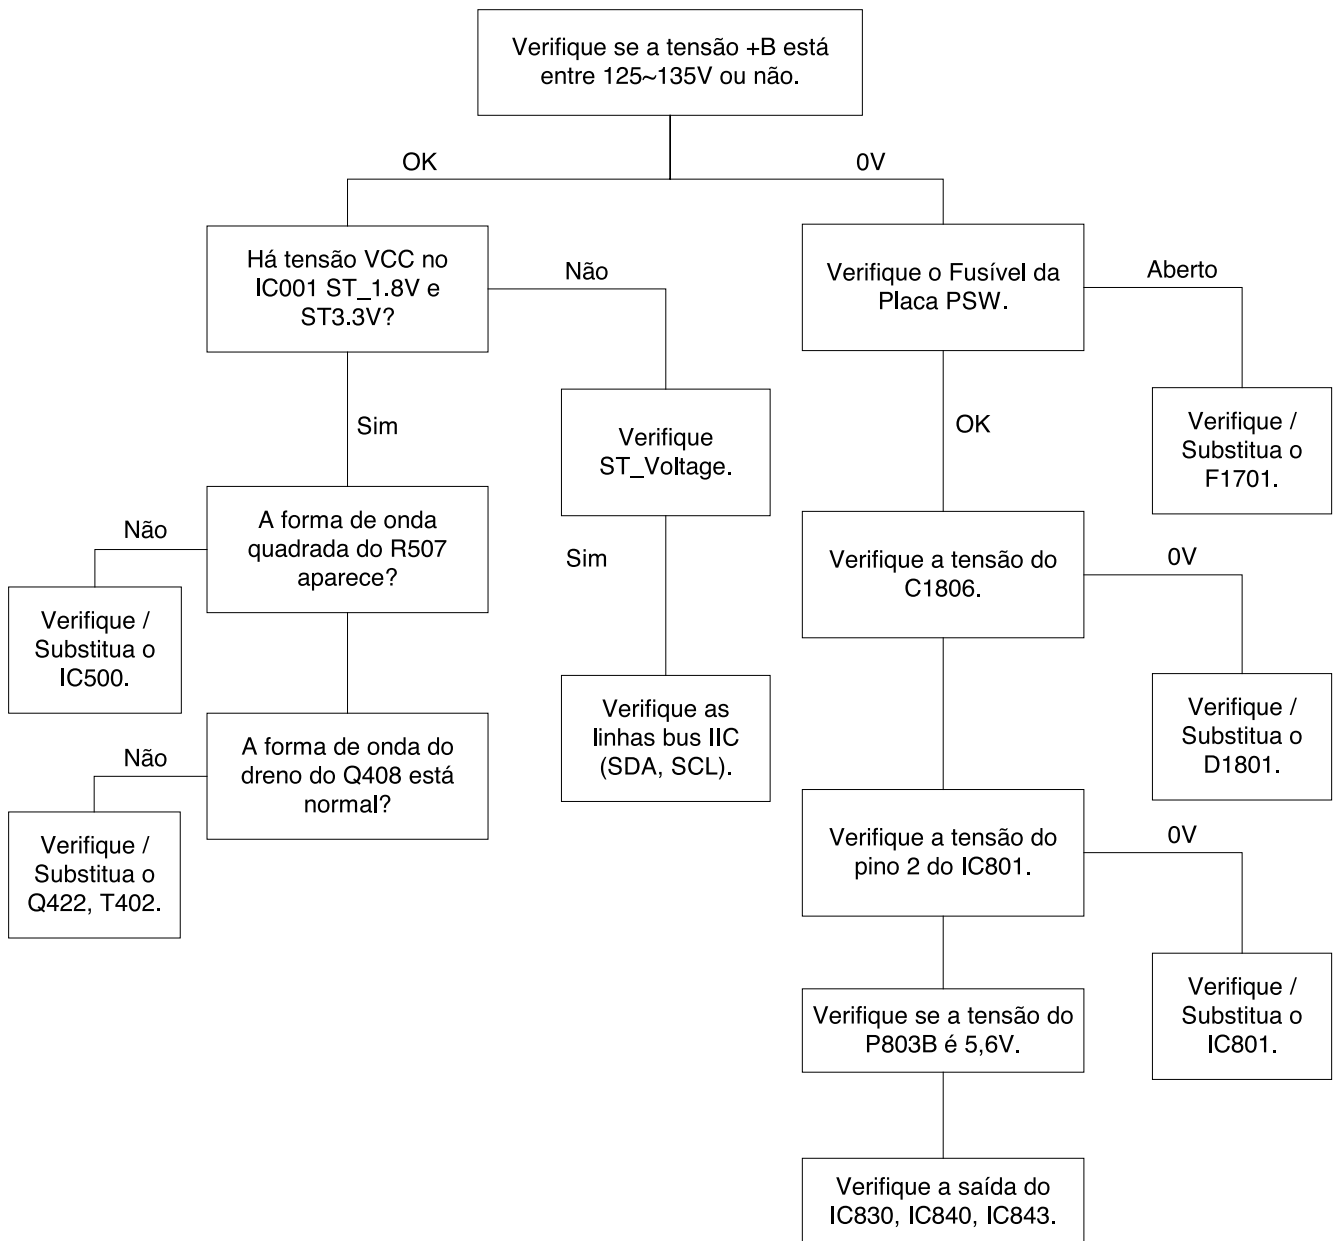 Verifique se a tensão +B está
entre 125~135V ou não.
OK
0V
Há tensão VCC no
IC001 ST_1.8V e
ST3.3V?
Não
Verifique o Fusível da
Placa PSW.
Aberto
Sim
Verifique
ST_Voltage.
OK
Verifique /
Substitua o
F1701.
Não
A forma de onda
quadrada do R507
aparece?
Sim
Verifique a tensão do
C1806.
0V
Verifique /
Substitua o
IC500.
Verifique as
linhas bus IIC
(SDA, SCL).
Verifique /
Substitua o
D1801.
Não
A forma de onda do
dreno do Q408 está
normal?
Verifique a tensão do
pino 2 do IC801.
0V
Verifique /
Substitua o
Q422, T402.
Verifique se a tensão do
P803B é 5,6V.
Verifique /
Substitua o
IC801.
Verifique a saída do
IC830, IC840, IC843.